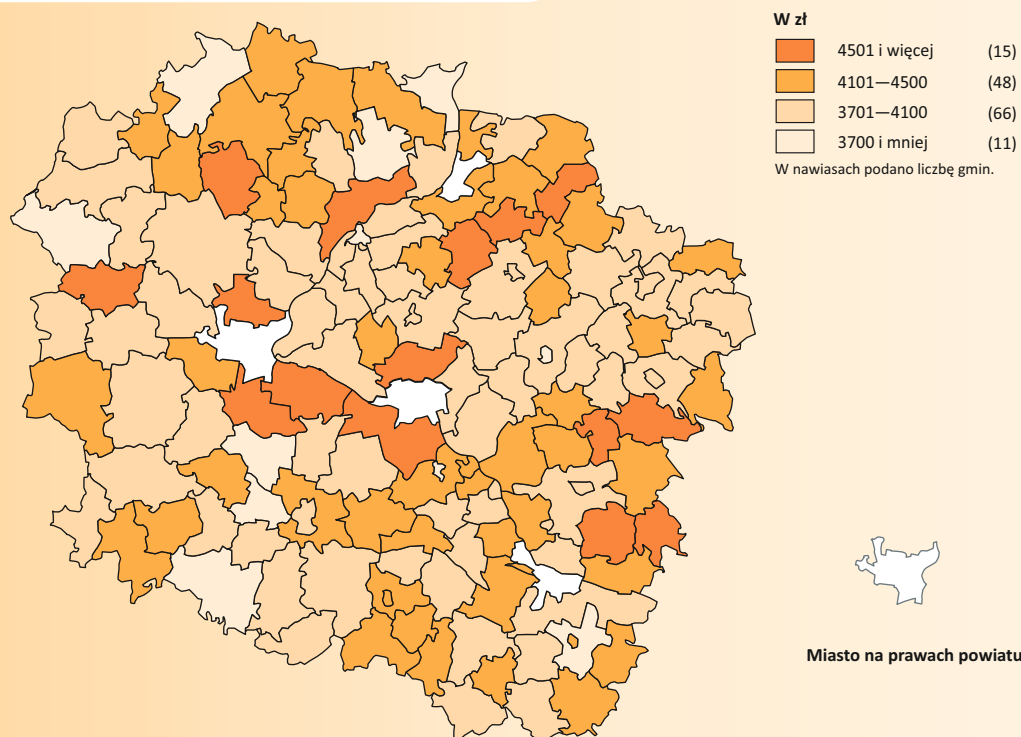 W zł
4501 i więcej (15)
4101—4500 (48)
3701—4100 (66)
3700 i mniej (11)
W nawiasach podano liczbę gmin.
Miasto na prawach powiatu